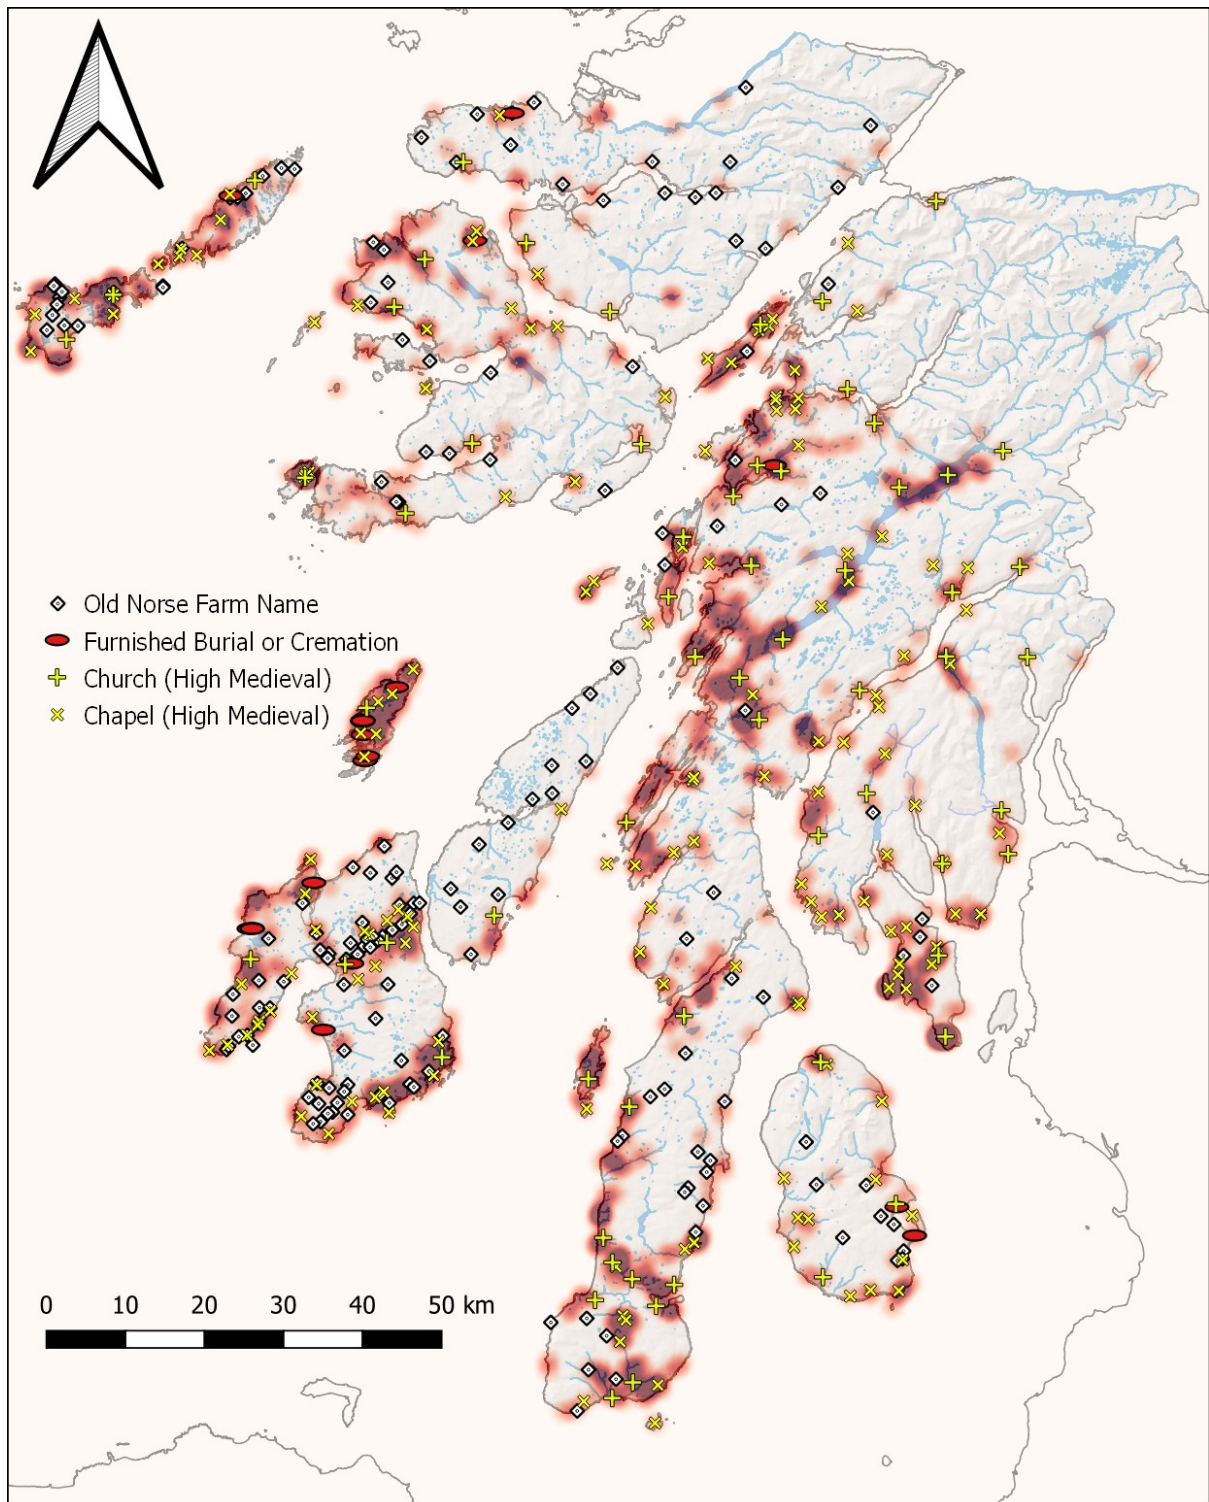 Old Norse Farm Name
Furnished Burial or Cremation
Church (High Medieval)
Chapel (High Medieval)
0 10 20 30 40 50 km